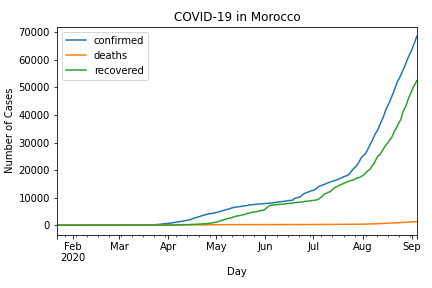 COVID-19 in Morocco
confirmed
deaths
recovered
70000
60000
50000
40000
30000
20000
10000
0
Number of Cases
Feb Mar Apr May Jun Jul Aug Sep
2020
Day